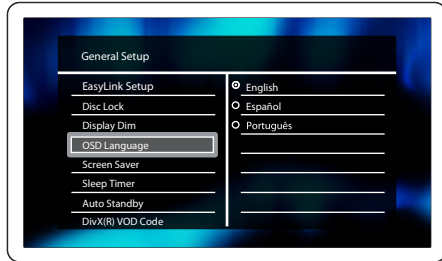 General Setup
EasyLink Setup
Disc Lock
Display Dim
OSD Language
Screen Saver
Sleep Timer
Auto Standby
DivX(R) VOD Code
English
Español
Português